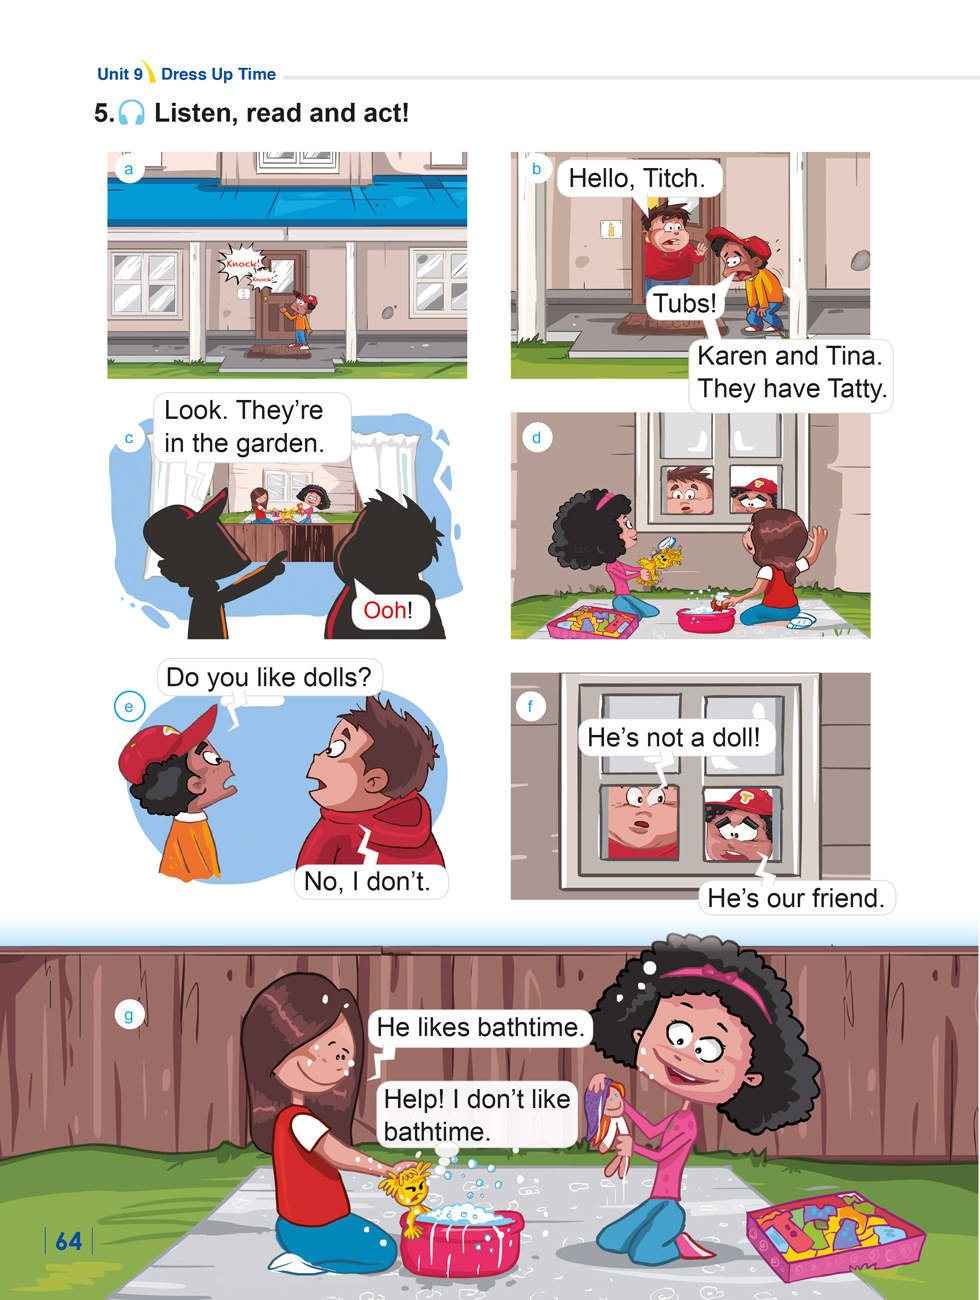 Unit 9 Dress Up Time
5. Listen, read and act!
a
Knock!
Knock!
b
Hello, Titch.
Tubs!
Karen and Tina.
They have Tatty.
c
Look. They're
in the garden.
Ooh!
d
T
e
Do you like dolls?
T
No, I don't.
f
He's not a doll!
T
He's our friend.
g
He likes bathtime.
Help! I don't like
bathtime.
64